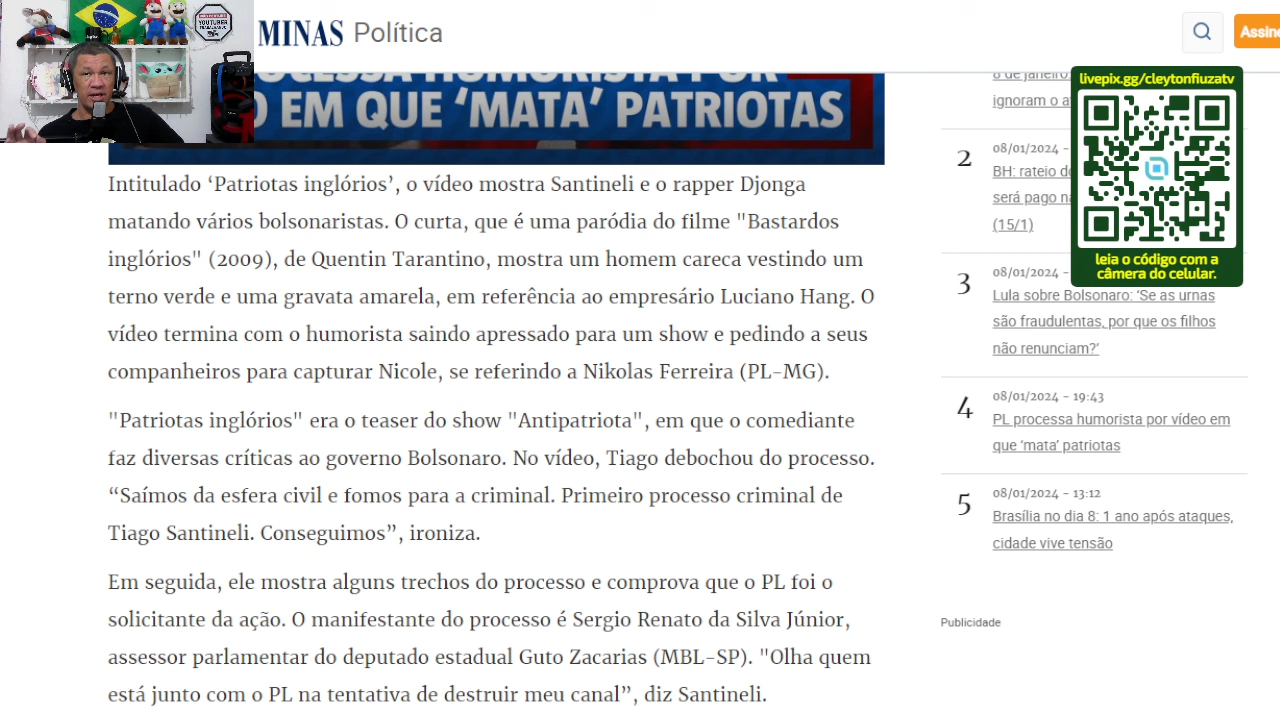 MINAS Política
Assine
PROCESSA HUMORISTA POR
O EM QUE ‘MATA’ PATRIOTAS
Intitulado ‘Patriotas inglórios’, o vídeo mostra Santineli e o rapper Djonga
matando vários bolsonaristas. O curta, que é uma paródia do filme "Bastardos
inglórios" (2009), de Quentin Tarantino, mostra um homem careca vestindo um
terno verde e uma gravata amarela, em referência ao empresário Luciano Hang. O
vídeo termina com o humorista saindo apressado para um show e pedindo a seus
companheiros para capturar Nicole, se referindo a Nikolas Ferreira (PL-MG).
"Patriotas inglórios" era o teaser do show "Antipatriota", em que o comediante
faz diversas críticas ao governo Bolsonaro. No vídeo, Tiago debochou do processo.
“Saímos da esfera civil e fomos para a criminal. Primeiro processo criminal de
Tiago Santineli. Conseguimos”, ironiza.
Em seguida, ele mostra alguns trechos do processo e comprova que o PL foi o
solicitante da ação. O manifestante do processo é Sergio Renato da Silva Júnior,
assessor parlamentar do deputado estadual Guto Zacarias (MBL-SP). "Olha quem
está junto com o PL na tentativa de destruir meu canal”, diz Santineli.
8 de janeiro:
ignoram o a
2
08/01/2024 -
BH: rateio d
será pago n
(15/1)
3
08/01/2024 -
Lula sobre Bolsonaro: ‘Se as urnas
são fraudulentas, por que os filhos
não renunciam?’
4
08/01/2024 - 19:43
PL processa humorista por vídeo em
que ‘mata’ patriotas
5
08/01/2024 - 13:12
Brasília no dia 8: 1 ano após ataques,
cidade vive tensão
Publicidade
livepix.gg/cleytonfiuzatv
leia o código com a
câmera do celular.
YOUTUBER
TRABALHANDO